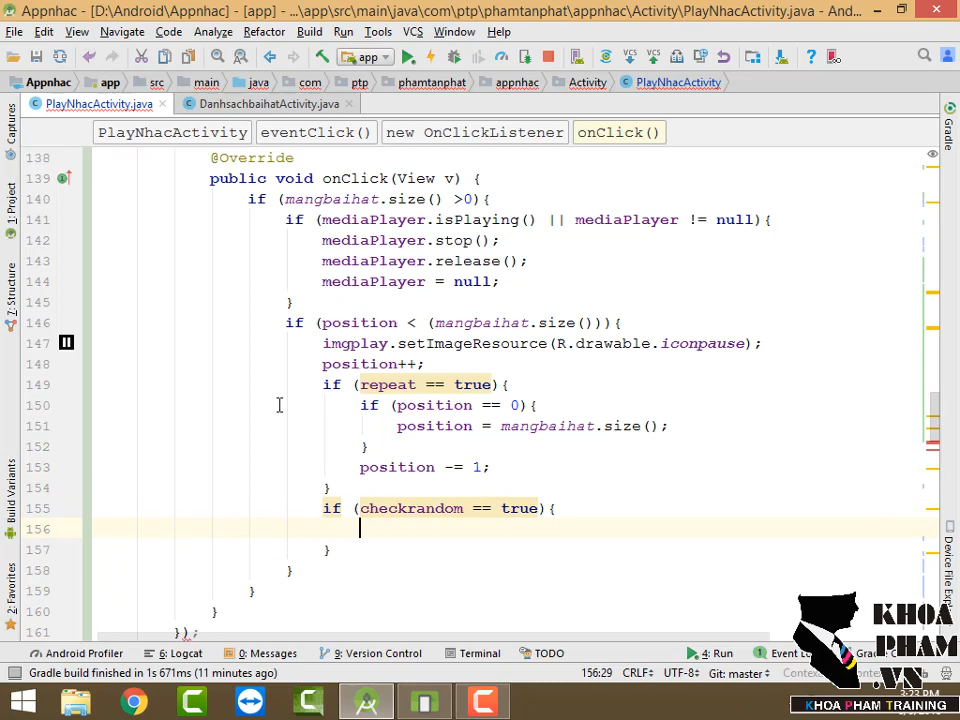 Appnhac - [D:\Android\Appnhac] - [app] - ...\app\src\main\java\com\ptp\phamtanphat\appnhac\Activity\PlayNhacActivity.java - And...
File Edit View Navigate Code Analyze Refactor Build Run Tools VCS Window Help
app
Appnhac app src main java com ptp phamtanphat appnhac Activity PlayNhacActivity
PlayNhacActivity.java DanhsachbaihatActivity.java
PlayNhacActivity eventClick() new OnClickListener onClick()
138 @Override
139 public void onClick(View v) {
140 if (mangbaihat.size() >0){
141 if (mediaPlayer.isPlaying() || mediaPlayer != null){
142 mediaPlayer.stop();
143 mediaPlayer.release();
144 mediaPlayer = null;
145 }
146 if (position < (mangbaihat.size())){
147 imgplay.setImageResource(R.drawable.iconpause);
148 position++;
149 if (repeat == true){
150 if (position == 0){
151 position = mangbaihat.size();
152 }
153 position -= 1;
154 }
155 if (checkrandom == true){
156
157 }
158 }
159 }
160 }
161 });
Captures
1: Project
7: Structure
Build Variants
2: Favorites
Gradle
Device File Expl
Android Profiler 6: Logcat 0: Messages 9: Version Control Terminal TODO 4: Run Event Lo
Gradle build finished in 1s 671ms (11 minutes ago) 156:29 CRLF÷ UTF-8÷ Git: master÷
KHOA
PHAM
.VN
KHOA PHAM TRAINING